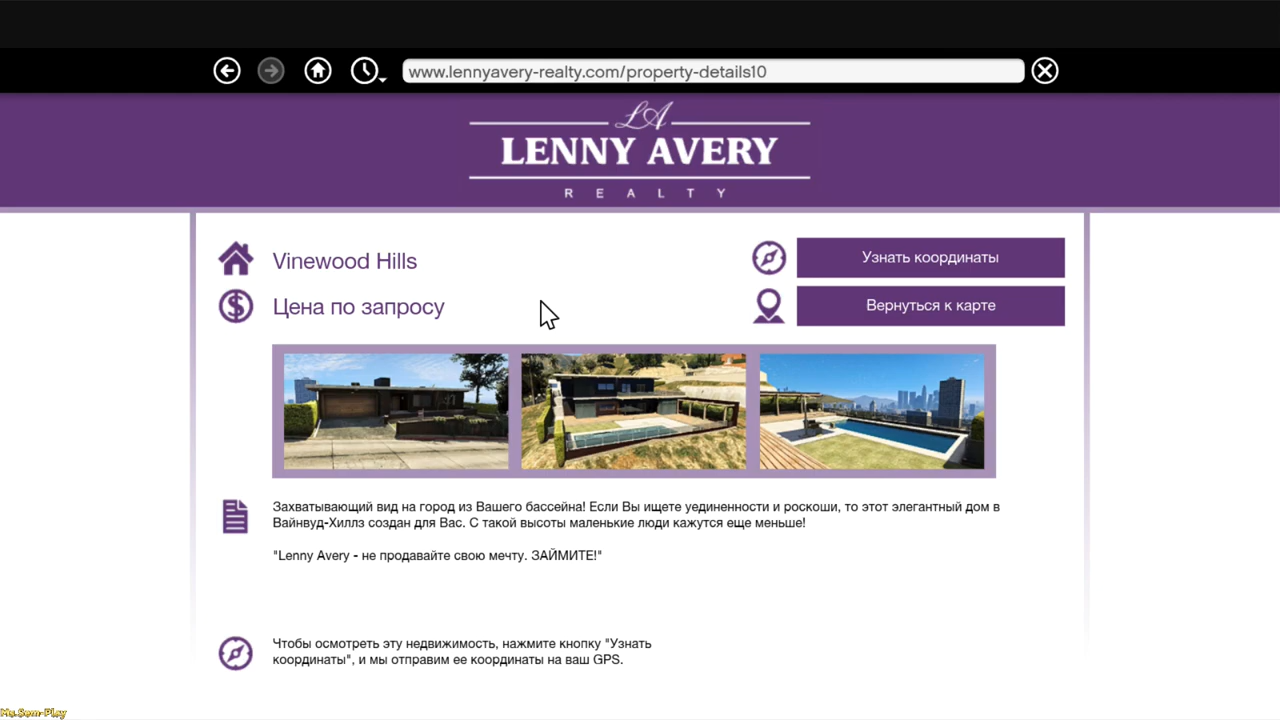 www.lennyavery-realty.com/property-details10
LA
LENNY AVERY
REALTY
Vinewood Hills
Узнать координаты
Цена по запросу
Вернуться к карте
Захватывающий вид на город из Вашего бассейна! Если Вы ищете уединенности и роскоши, то этот элегантный дом в
Вайнвуд-Хиллз создан для Вас. С такой высоты маленькие люди кажутся еще меньше!
"Lenny Avery - не продавайте свою мечту. ЗАЙМИТЕ!"
Чтобы осмотреть эту недвижимость, нажмите кнопку "Узнать
координаты", и мы отправим ее координаты на ваш GPS.
Ms.Sem-Play